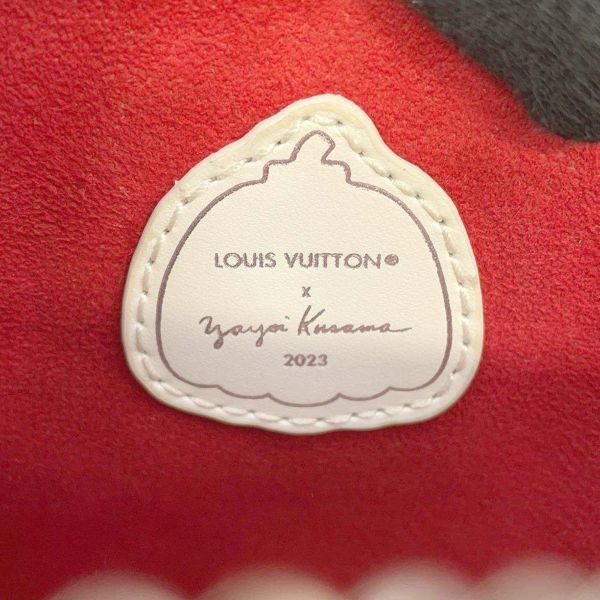 LOUIS VUITTON®
x
Yayoi Kusama
2023